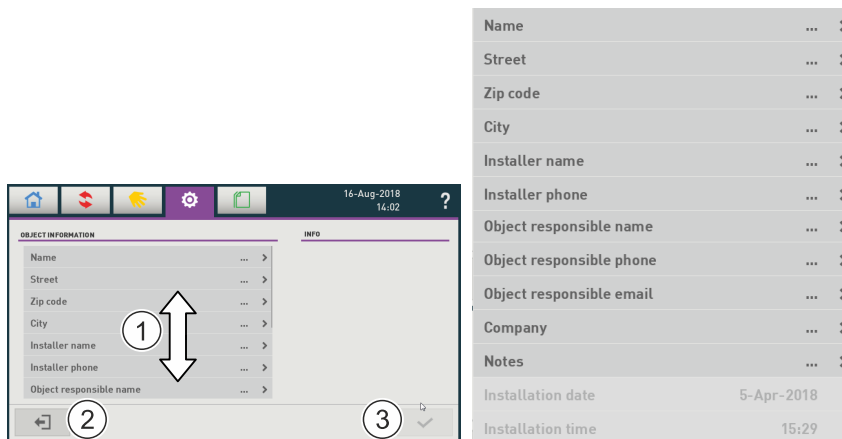 16-Aug-2018
14:02
?
OBJECT INFORMATION
INFO
Name ...
Street ...
Zip code ...
City ...
Installer name ...
Installer phone ...
Object responsible name ...
1
2
3
Name ...
Street ...
Zip code ...
City ...
Installer name ...
Installer phone ...
Object responsible name ...
Object responsible phone ...
Object responsible email ...
Company ...
Notes ...
Installation date 5-Apr-2018
Installation time 15:29